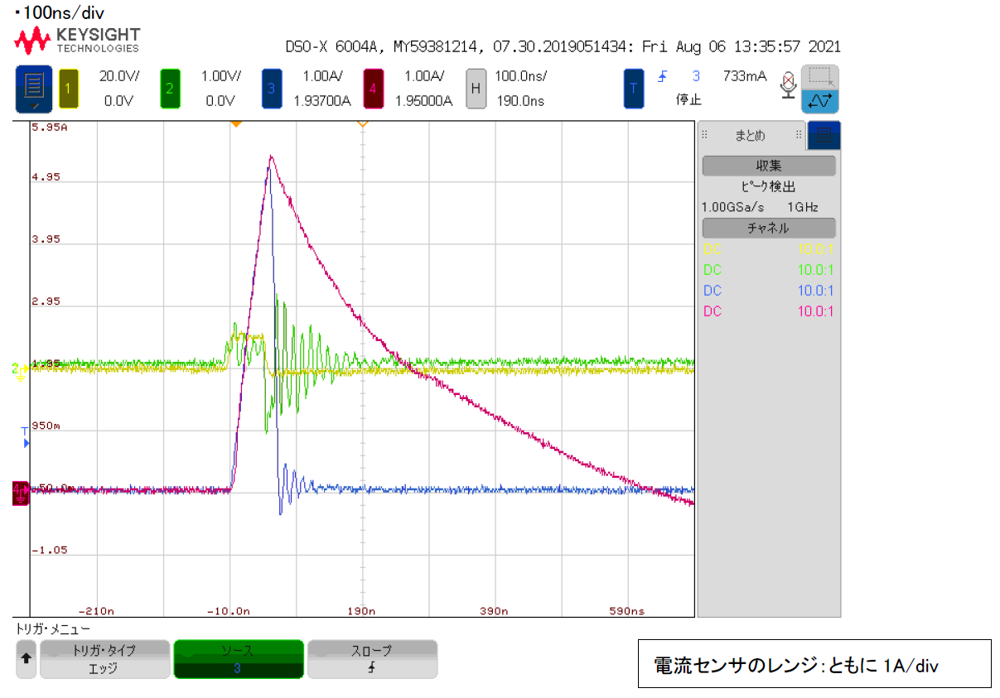 ・100ns/div
KEYSIGHT
TECHNOLOGIES
DSO-X 6004A, MY59381214, 07.30.2019051434: Fri Aug 06 13:35:57 2021
1 20.0V/ 2 1.00V/ 3 1.00A/ 4 1.00A/ H 100.0ns/ T 3 733mA
0.0V 0.0V 1.93700A 1.95000A 190.0ns 停止
5.95A
4.95
3.95
2.95
1.95
950m
-50.0m
-1.05
-210n -10.0n 190n 390n 590ns
2
T
4
まとめ
収集
ピーク検出
1.00GSa/s 1GHz
チャネル
DC 10.0:1
DC 10.0:1
DC 10.0:1
DC 10.0:1
トリガ・メニュー
トリガ・タイプ ソース スロープ
エッジ 3
電流センサのレンジ：ともに 1A/div